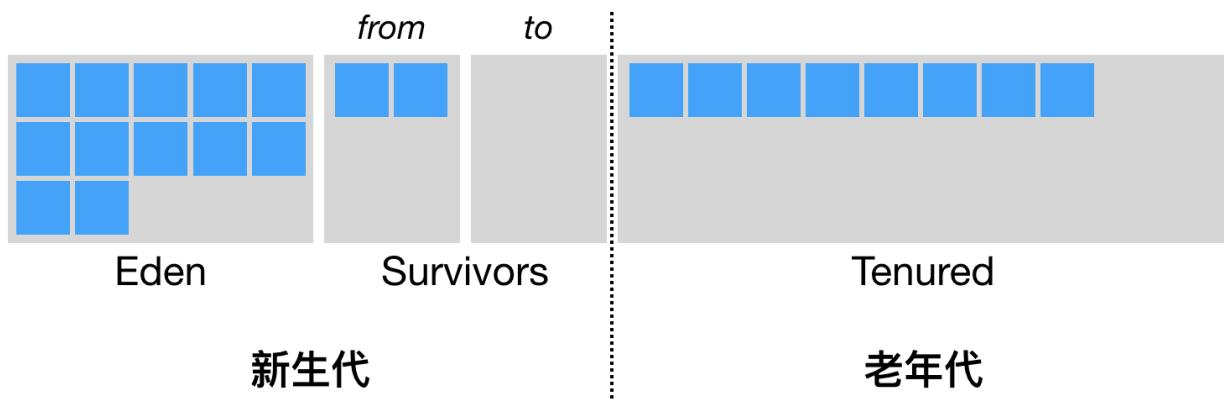 from to
Eden Survivors Tenured
新生代 老年代